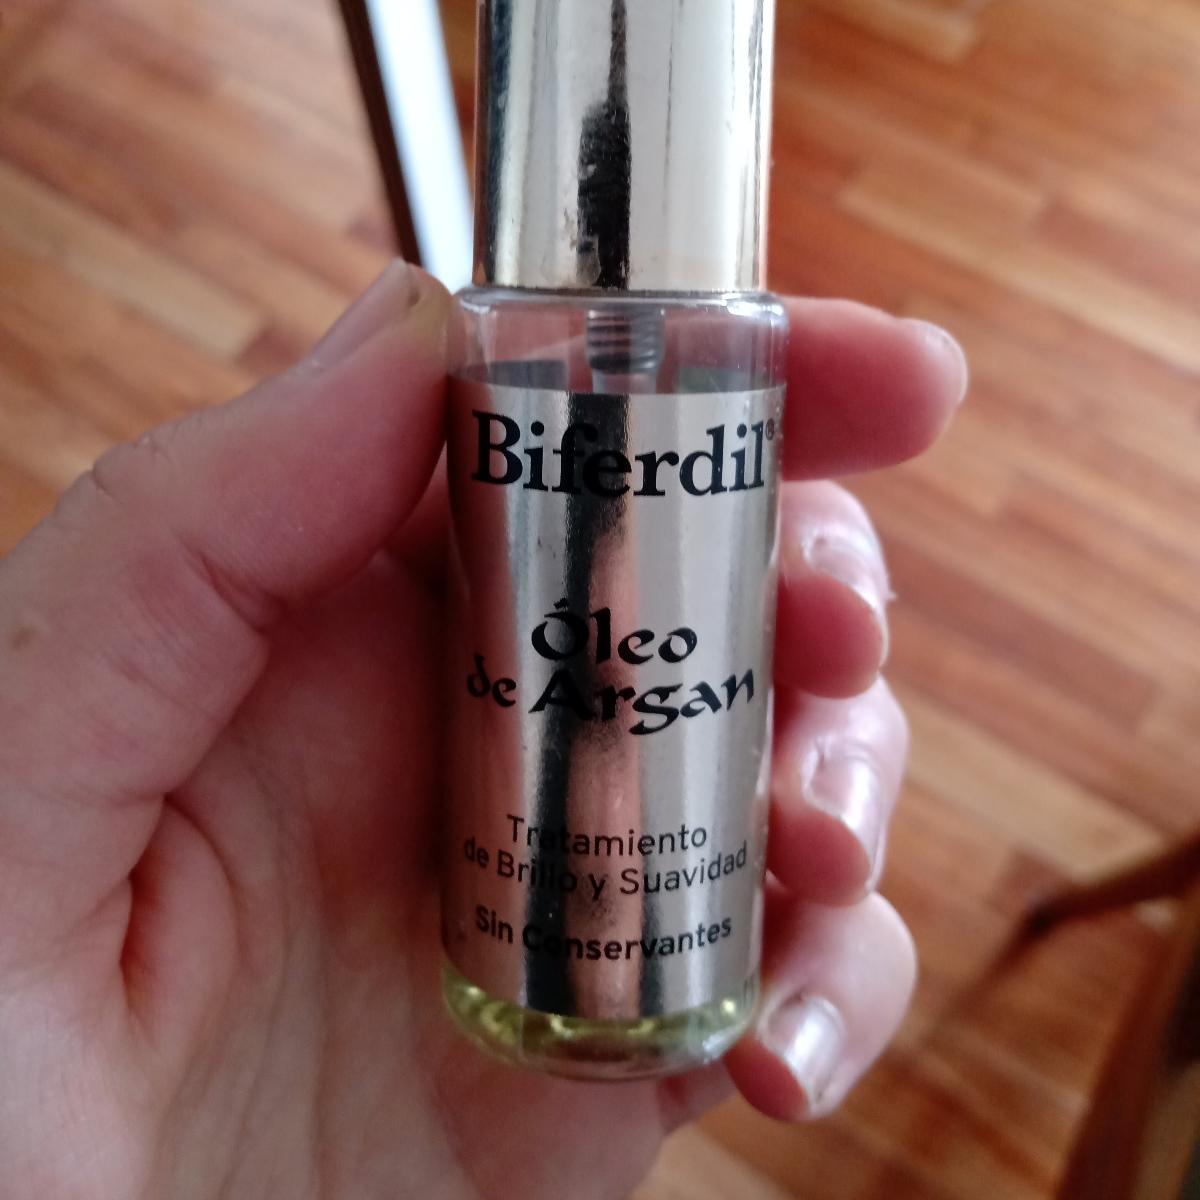 Biferdil®
Óleo
de Argan
Tratamiento
de Brillo y Suavidad
Sin Conservantes